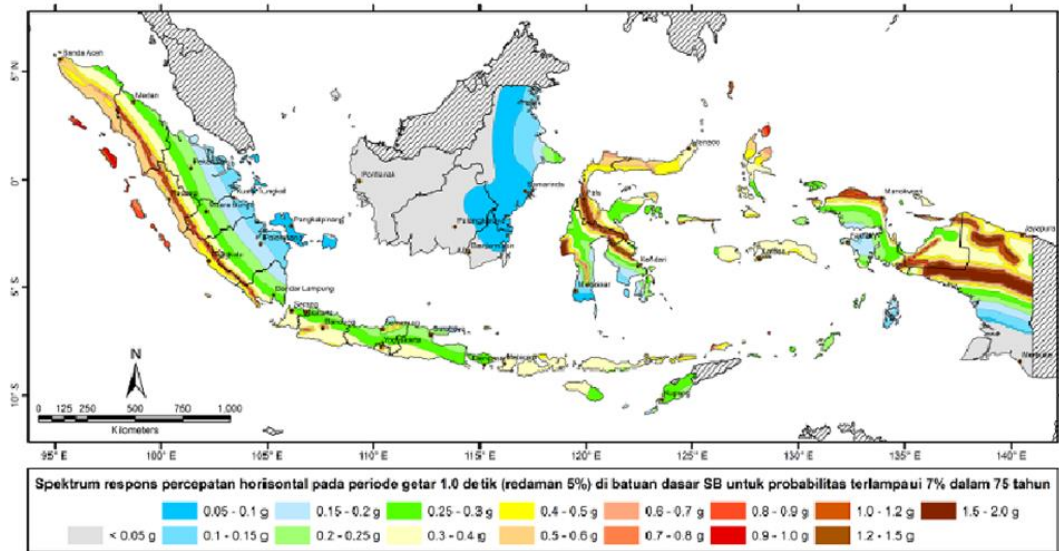 Banda Aceh
5° N
Medan
Pontianak
0°
Manado
Samarinda
Manokwari
Palu
Pangkalpinang
Jayapura
Kendari
Makassar
5° S
Bandar Lampung
Serang
Bandung
Semarang
Surabaya
Yogyakarta
Mataram
Kupang
N
10° S
0 125 250 500 750 1,000
Kilometers
95° E 100° E 105° E 110° E 115° E 120° E 125° E 130° E 135° E 140° E
Spektrum respons percepatan horisontal pada periode getar 1.0 detik (redaman 5%) di batuan dasar SB untuk probabilitas terlampaui 7% dalam 75 tahun
0.05 - 0.1 g 0.15 - 0.2 g 0.25 - 0.3 g 0.4 - 0.5 g 0.6 - 0.7 g 0.8 - 0.9 g 1.0 - 1.2 g 1.5 - 2.0 g
< 0.05 g 0.1 - 0.15 g 0.2 - 0.25 g 0.3 - 0.4 g 0.5 - 0.6 g 0.7 - 0.8 g 0.9 - 1.0 g 1.2 - 1.5 g